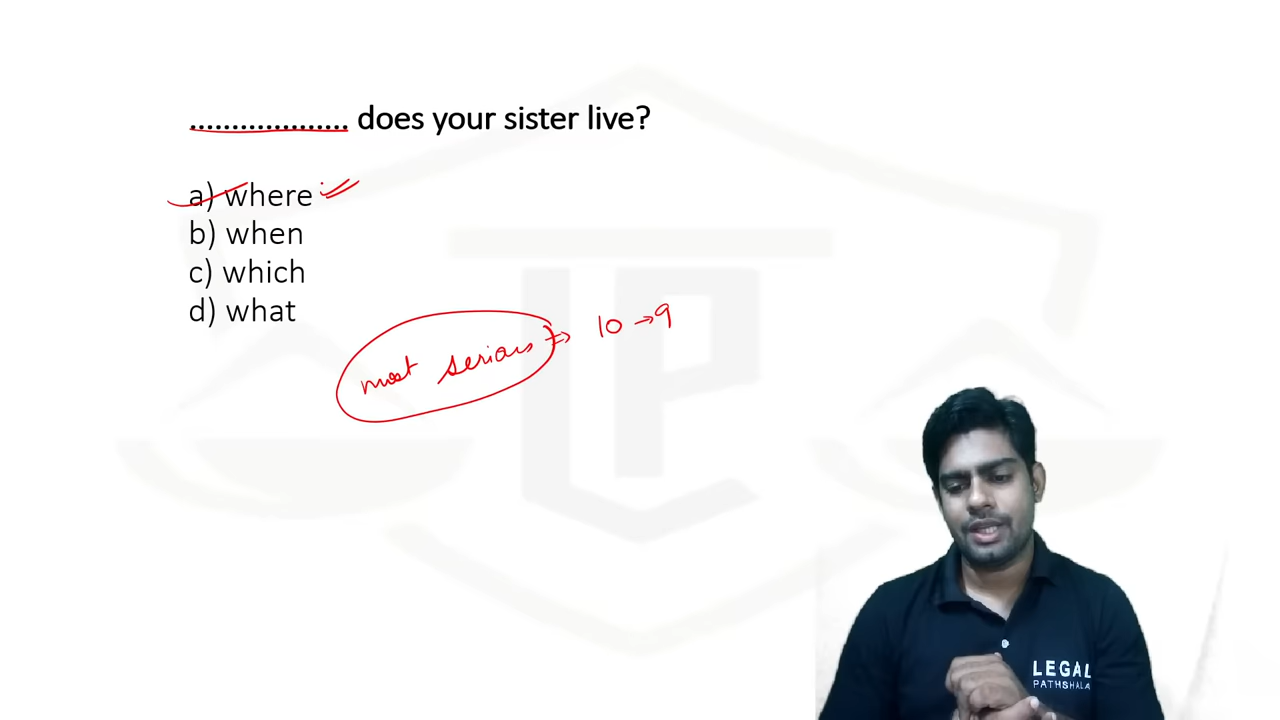 ................... does your sister live?
a) where
b) when
c) which
d) what
most serious => 10 → 9
LEGAL
PATHSHALA